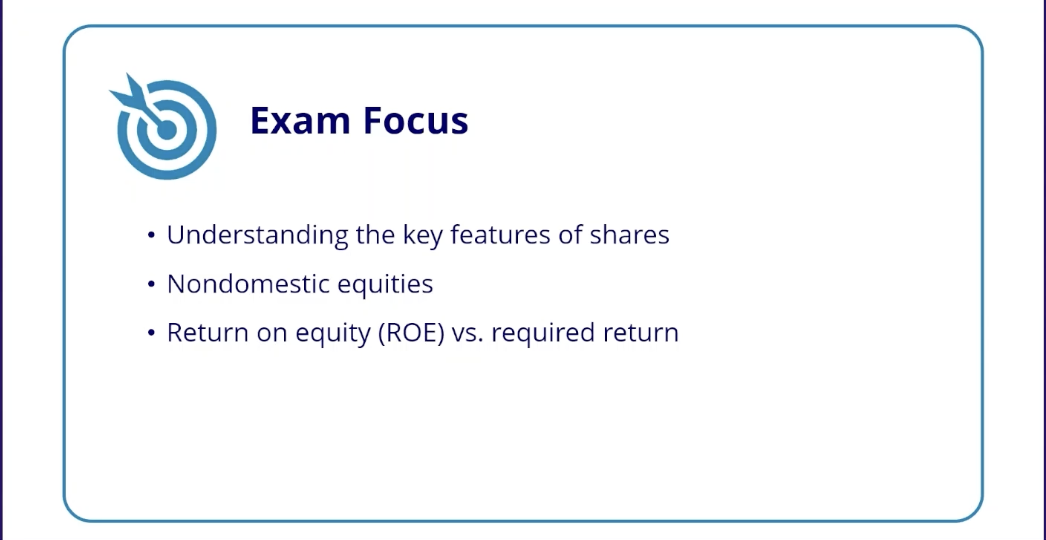 Exam Focus
• Understanding the key features of shares
• Nondomestic equities
• Return on equity (ROE) vs. required return